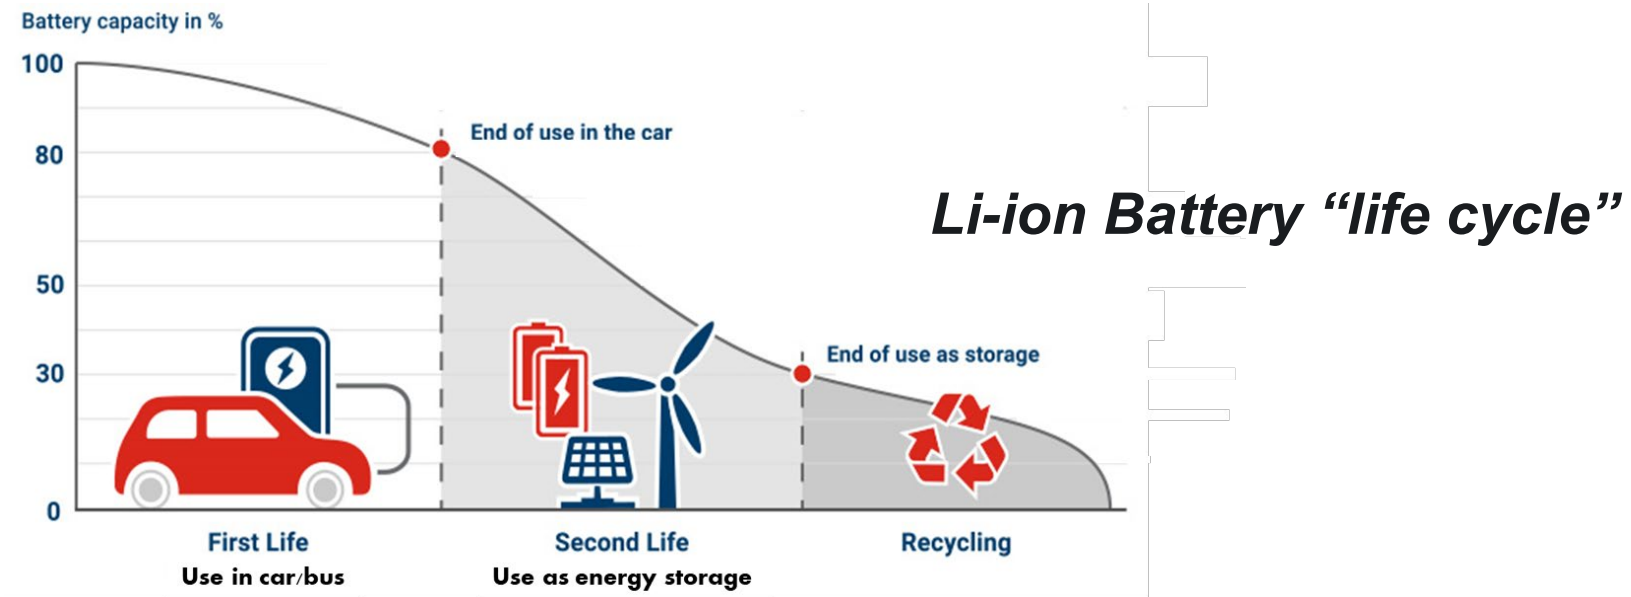 Battery capacity in %
100
80
50
30
0
End of use in the car
End of use as storage
Li-ion Battery “life cycle”
First Life
Use in car/bus
Second Life
Use as energy storage
Recycling